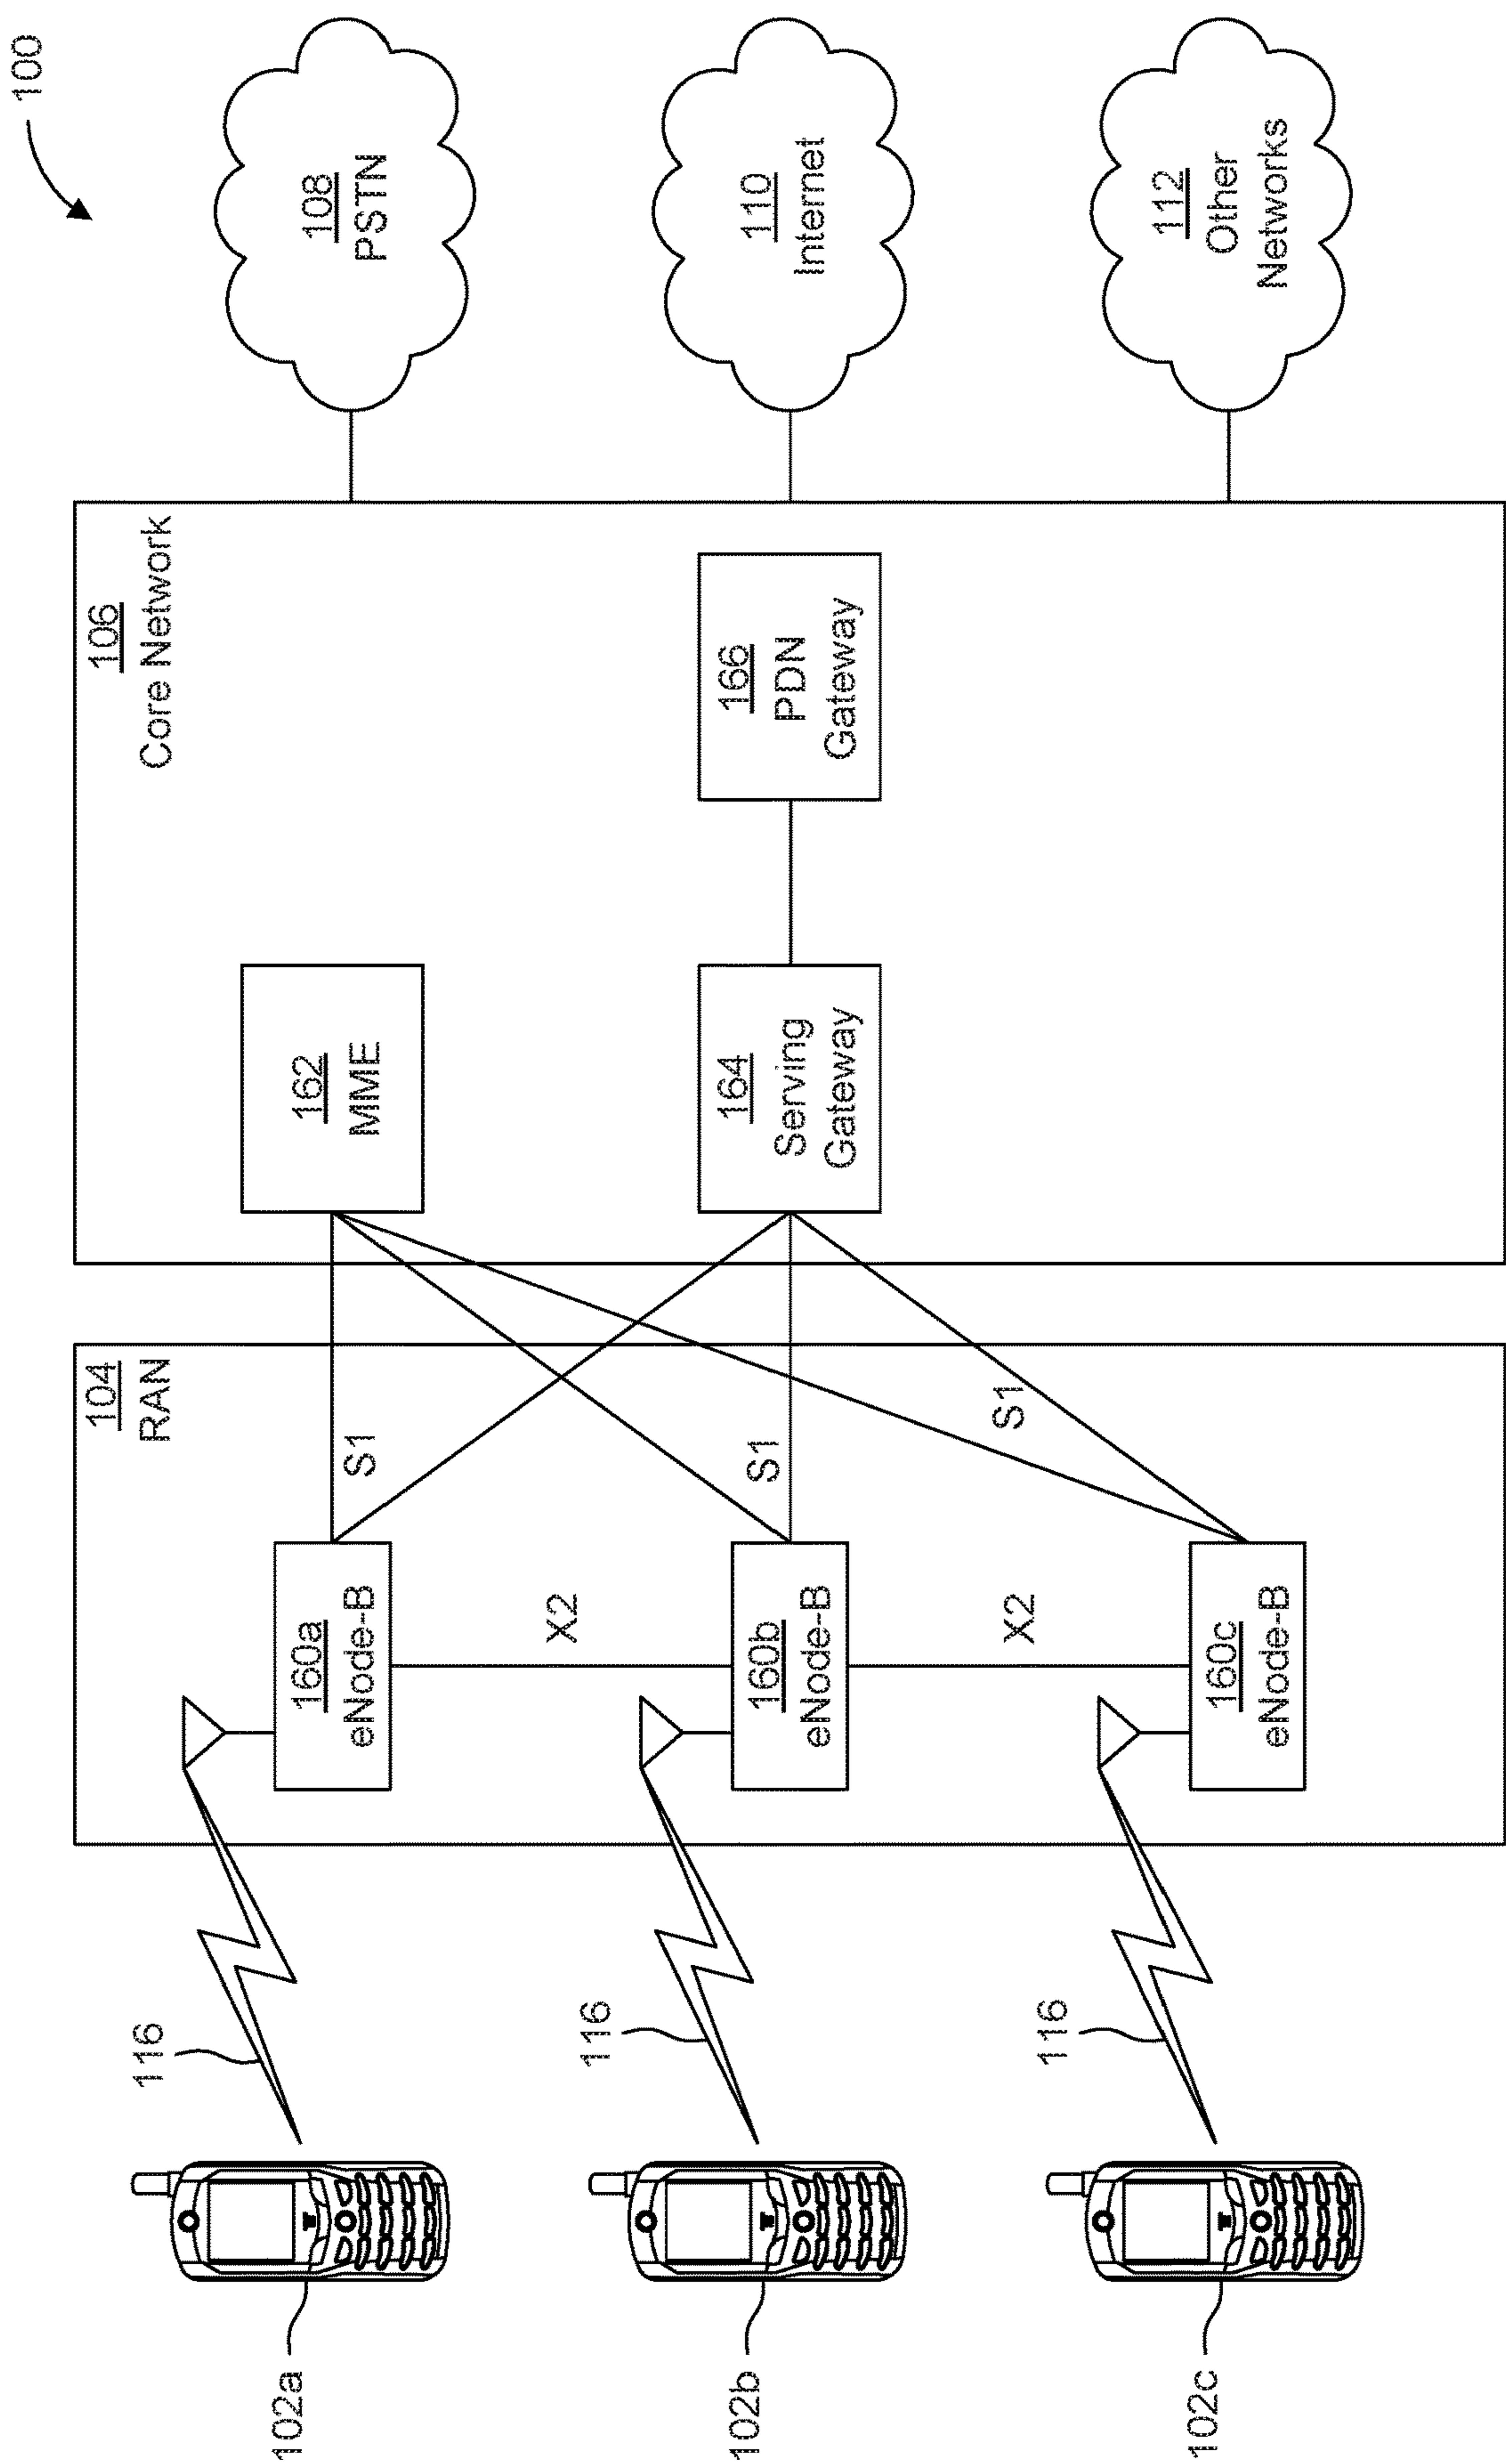 100
108
PSTN
110
Internet
112
Other
Networks
106
Core Network
166
PDN
Gateway
162
MME
164
Serving
Gateway
104
RAN
S1
S1
S1
160a
eNode-B
X2
160b
eNode-B
X2
160c
eNode-B
116
116
116
102a
102b
102c